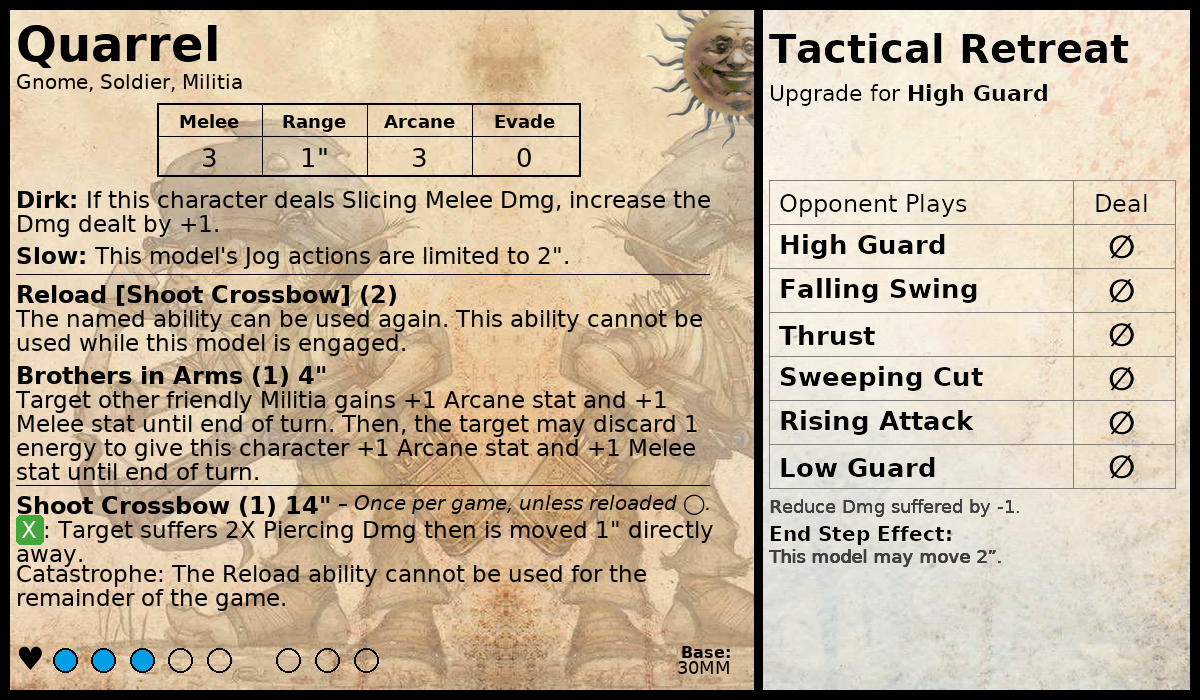 Quarrel
Gnome, Soldier, Militia
Melee Range Arcane Evade
3 1" 3 0
Dirk: If this character deals Slicing Melee Dmg, increase the
Dmg dealt by +1.
Slow: This model's Jog actions are limited to 2".
Reload [Shoot Crossbow] (2)
The named ability can be used again. This ability cannot be
used while this model is engaged.
Brothers in Arms (1) 4"
Target other friendly Militia gains +1 Arcane stat and +1
Melee stat until end of turn. Then, the target may discard 1
energy to give this character +1 Arcane stat and +1 Melee
stat until end of turn.
Shoot Crossbow (1) 14" – Once per game, unless reloaded ◯.
X: Target suffers 2X Piercing Dmg then is moved 1" directly
away.
Catastrophe: The Reload ability cannot be used for the
remainder of the game.
Base:
30MM
Tactical Retreat
Upgrade for High Guard
Opponent Plays Deal
High Guard ∅
Falling Swing ∅
Thrust ∅
Sweeping Cut ∅
Rising Attack ∅
Low Guard ∅
Reduce Dmg suffered by -1.
End Step Effect:
This model may move 2”.